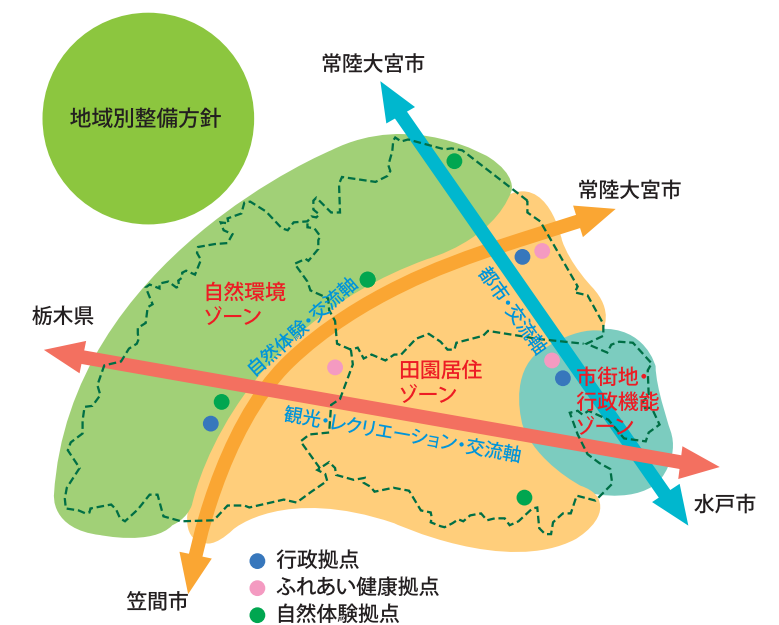 常陸大宮市
地域別整備方針
常陸大宮市
自然環境
ゾーン
都市・交流軸
栃木県
自然体験・交流軸
田園居住
ゾーン
市街地・
行政機能
ゾーン
観光・レクリエーション・交流軸
水戸市
行政拠点
ふれあい健康拠点
笠間市
自然体験拠点